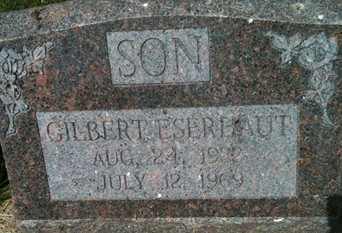 SON
GILBERT
AUG. 24,
JULY 12, 1969